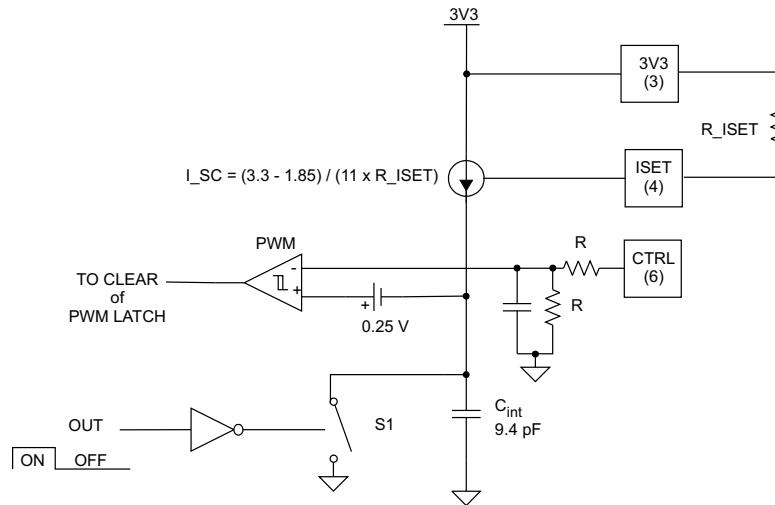 3V3
3V3
(3)
R_ISET
I_SC = (3.3 - 1.85) / (11 x R_ISET)
ISET
(4)
PWM
R
CTRL
(6)
-
+
TO CLEAR
of
PWM LATCH
+
0.25 V
R
OUT
S1
Cint
9.4 pF
ON OFF